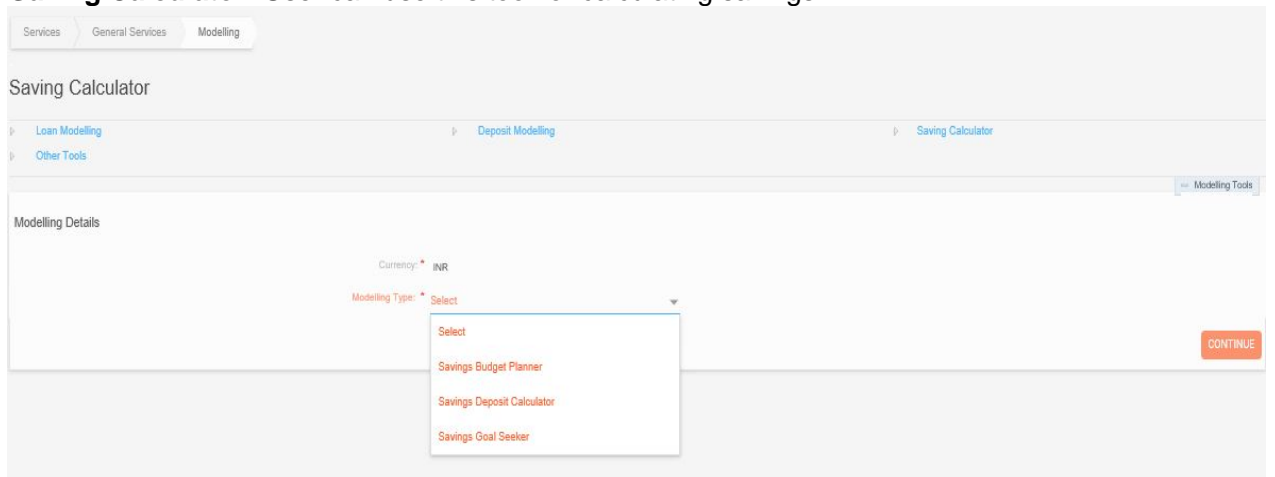 Services General Services Modelling
Saving Calculator
Loan Modelling Deposit Modelling Saving Calculator
Other Tools
Modelling Tools
Modelling Details
Currency: * INR
Modelling Type: * Select
Select
CONTINUE
Savings Budget Planner
Savings Deposit Calculator
Savings Goal Seeker